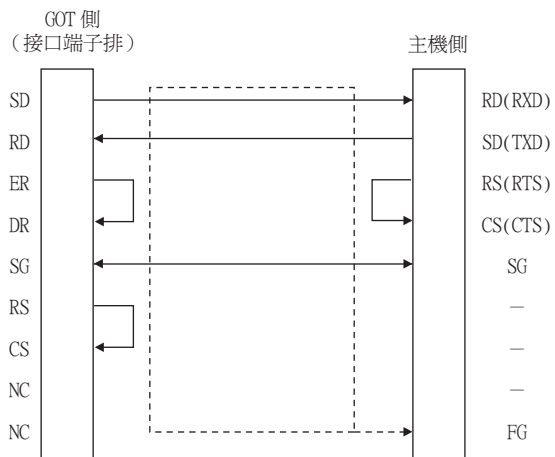 GOT 側
(接口端子排)
主機側
SD RD(RXD)
RD SD(TXD)
ER RS(RTS)
DR CS(CTS)
SG SG
RS —
CS —
NC —
NC FG